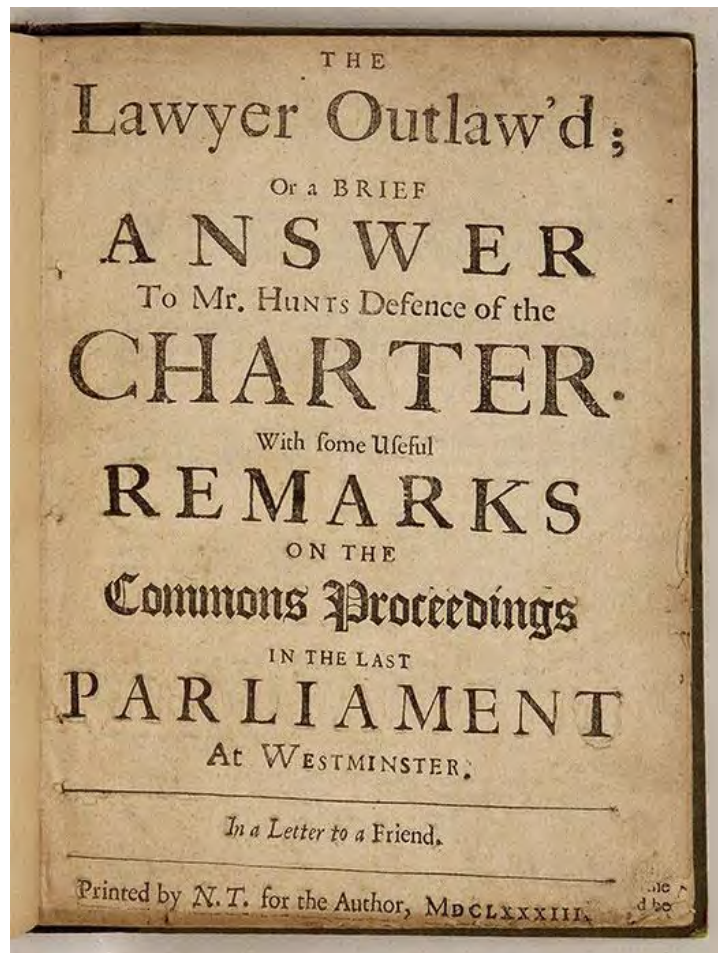 THE
Lawyer Outlaw'd;
Or a BRIEF
ANSWER
To Mr. HUNTS Defence of the
CHARTER.
With ſome Uſeful
REMARKS
ON THE
Commons Proceedings
IN THE LAST
PARLIAMENT
At WESTMINSTER.
In a Letter to a Friend.
Printed by N.T. for the Author, MDCLXXXIII.